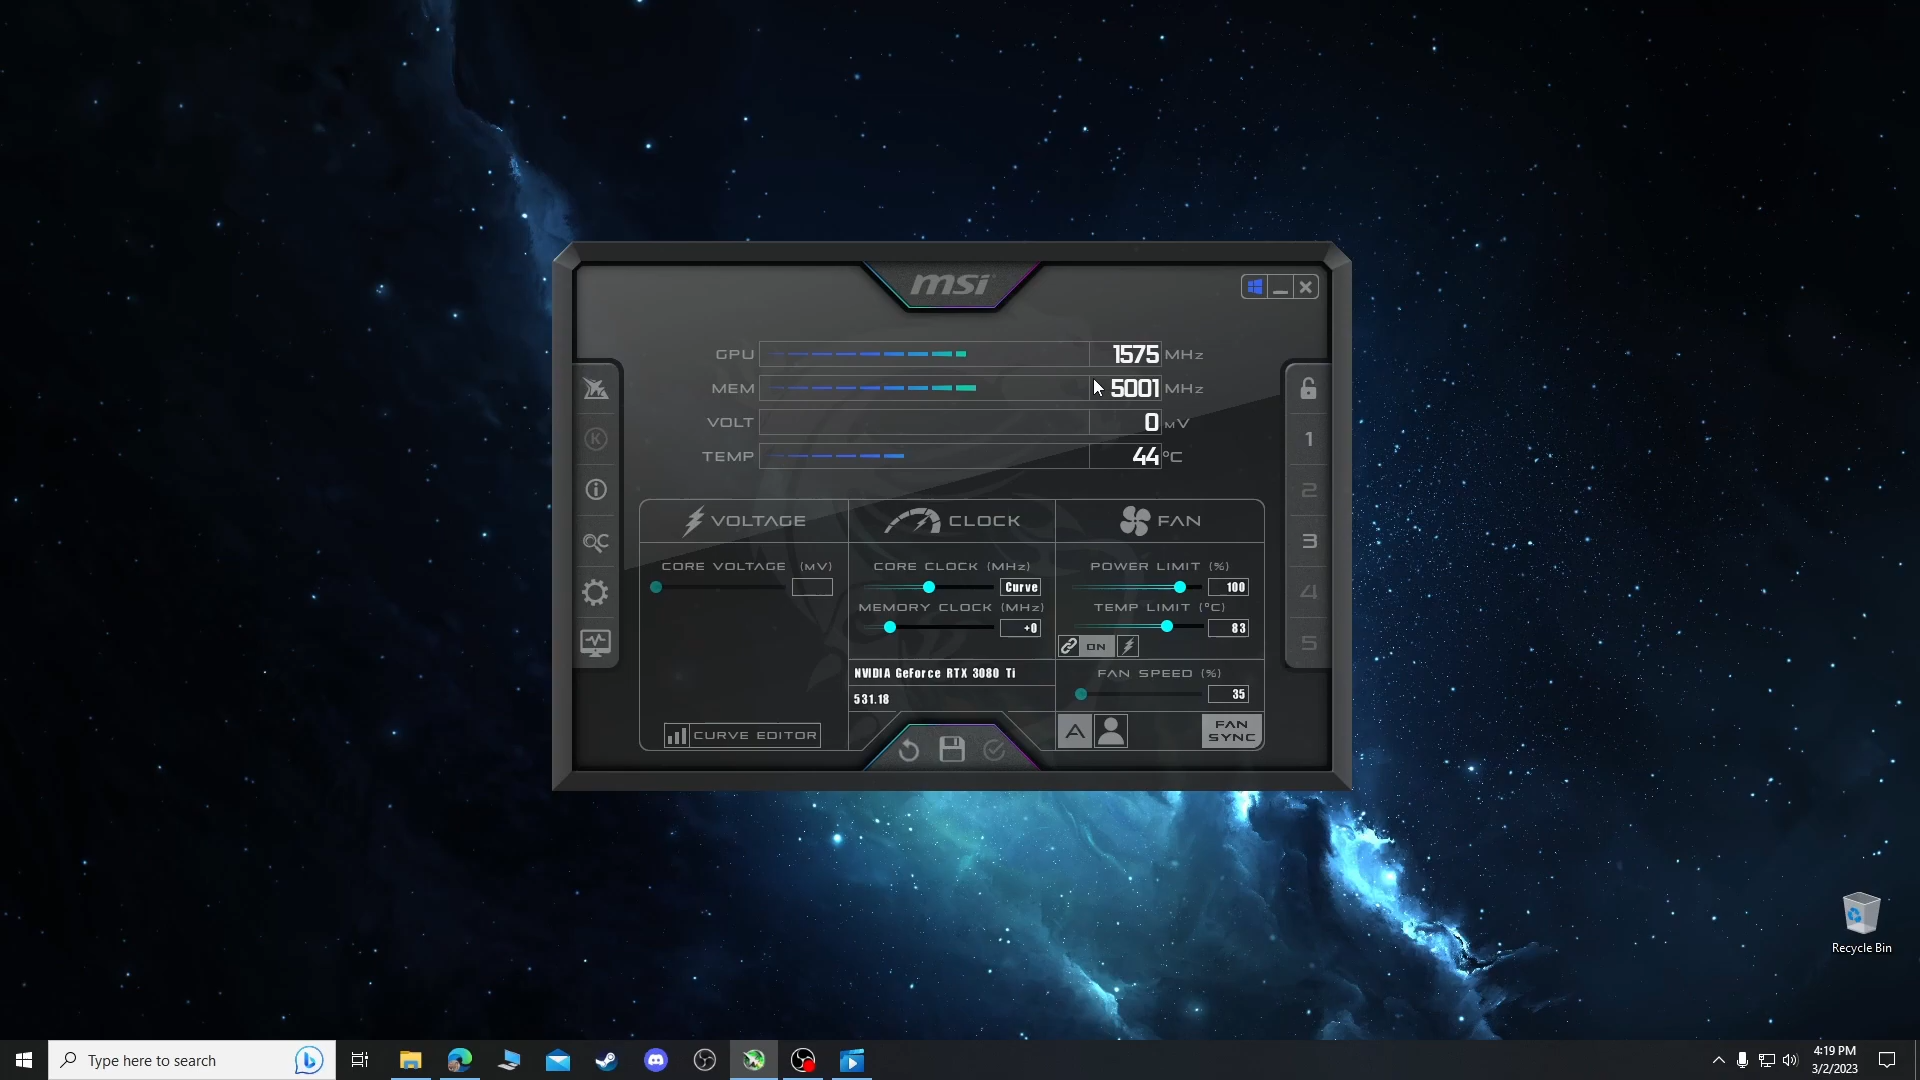 msi
GPU 1575 MHz
MEM 5001 MHz
VOLT 0 mV
TEMP 44 °C
K
OC
1
2
3
4
5
VOLTAGE
CORE VOLTAGE (MV)
CURVE EDITOR
CLOCK
CORE CLOCK (MHz)
Curve
MEMORY CLOCK (MHz)
+0
NVIDIA GeForce RTX 3080 Ti
531.18
FAN
POWER LIMIT (%)
100
TEMP LIMIT (°C)
83
ON
FAN SPEED (%)
35
A
FAN
SYNC
Recycle Bin
Type here to search
4:19 PM
3/2/2023